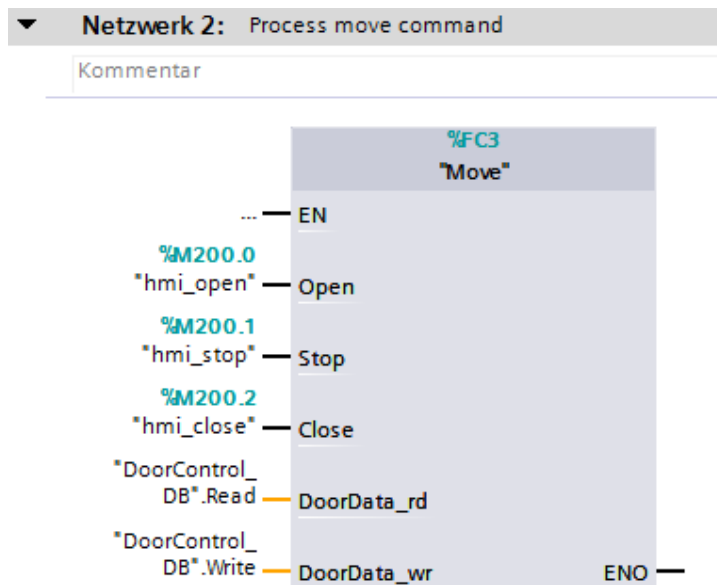 Netzwerk 2: Process move command
Kommentar
%FC3
"Move"
... EN
%M200.0
"hmi_open" Open
%M200.1
"hmi_stop" Stop
%M200.2
"hmi_close" Close
"DoorControl_
DB".Read DoorData_rd
"DoorControl_
DB".Write DoorData_wr ENO